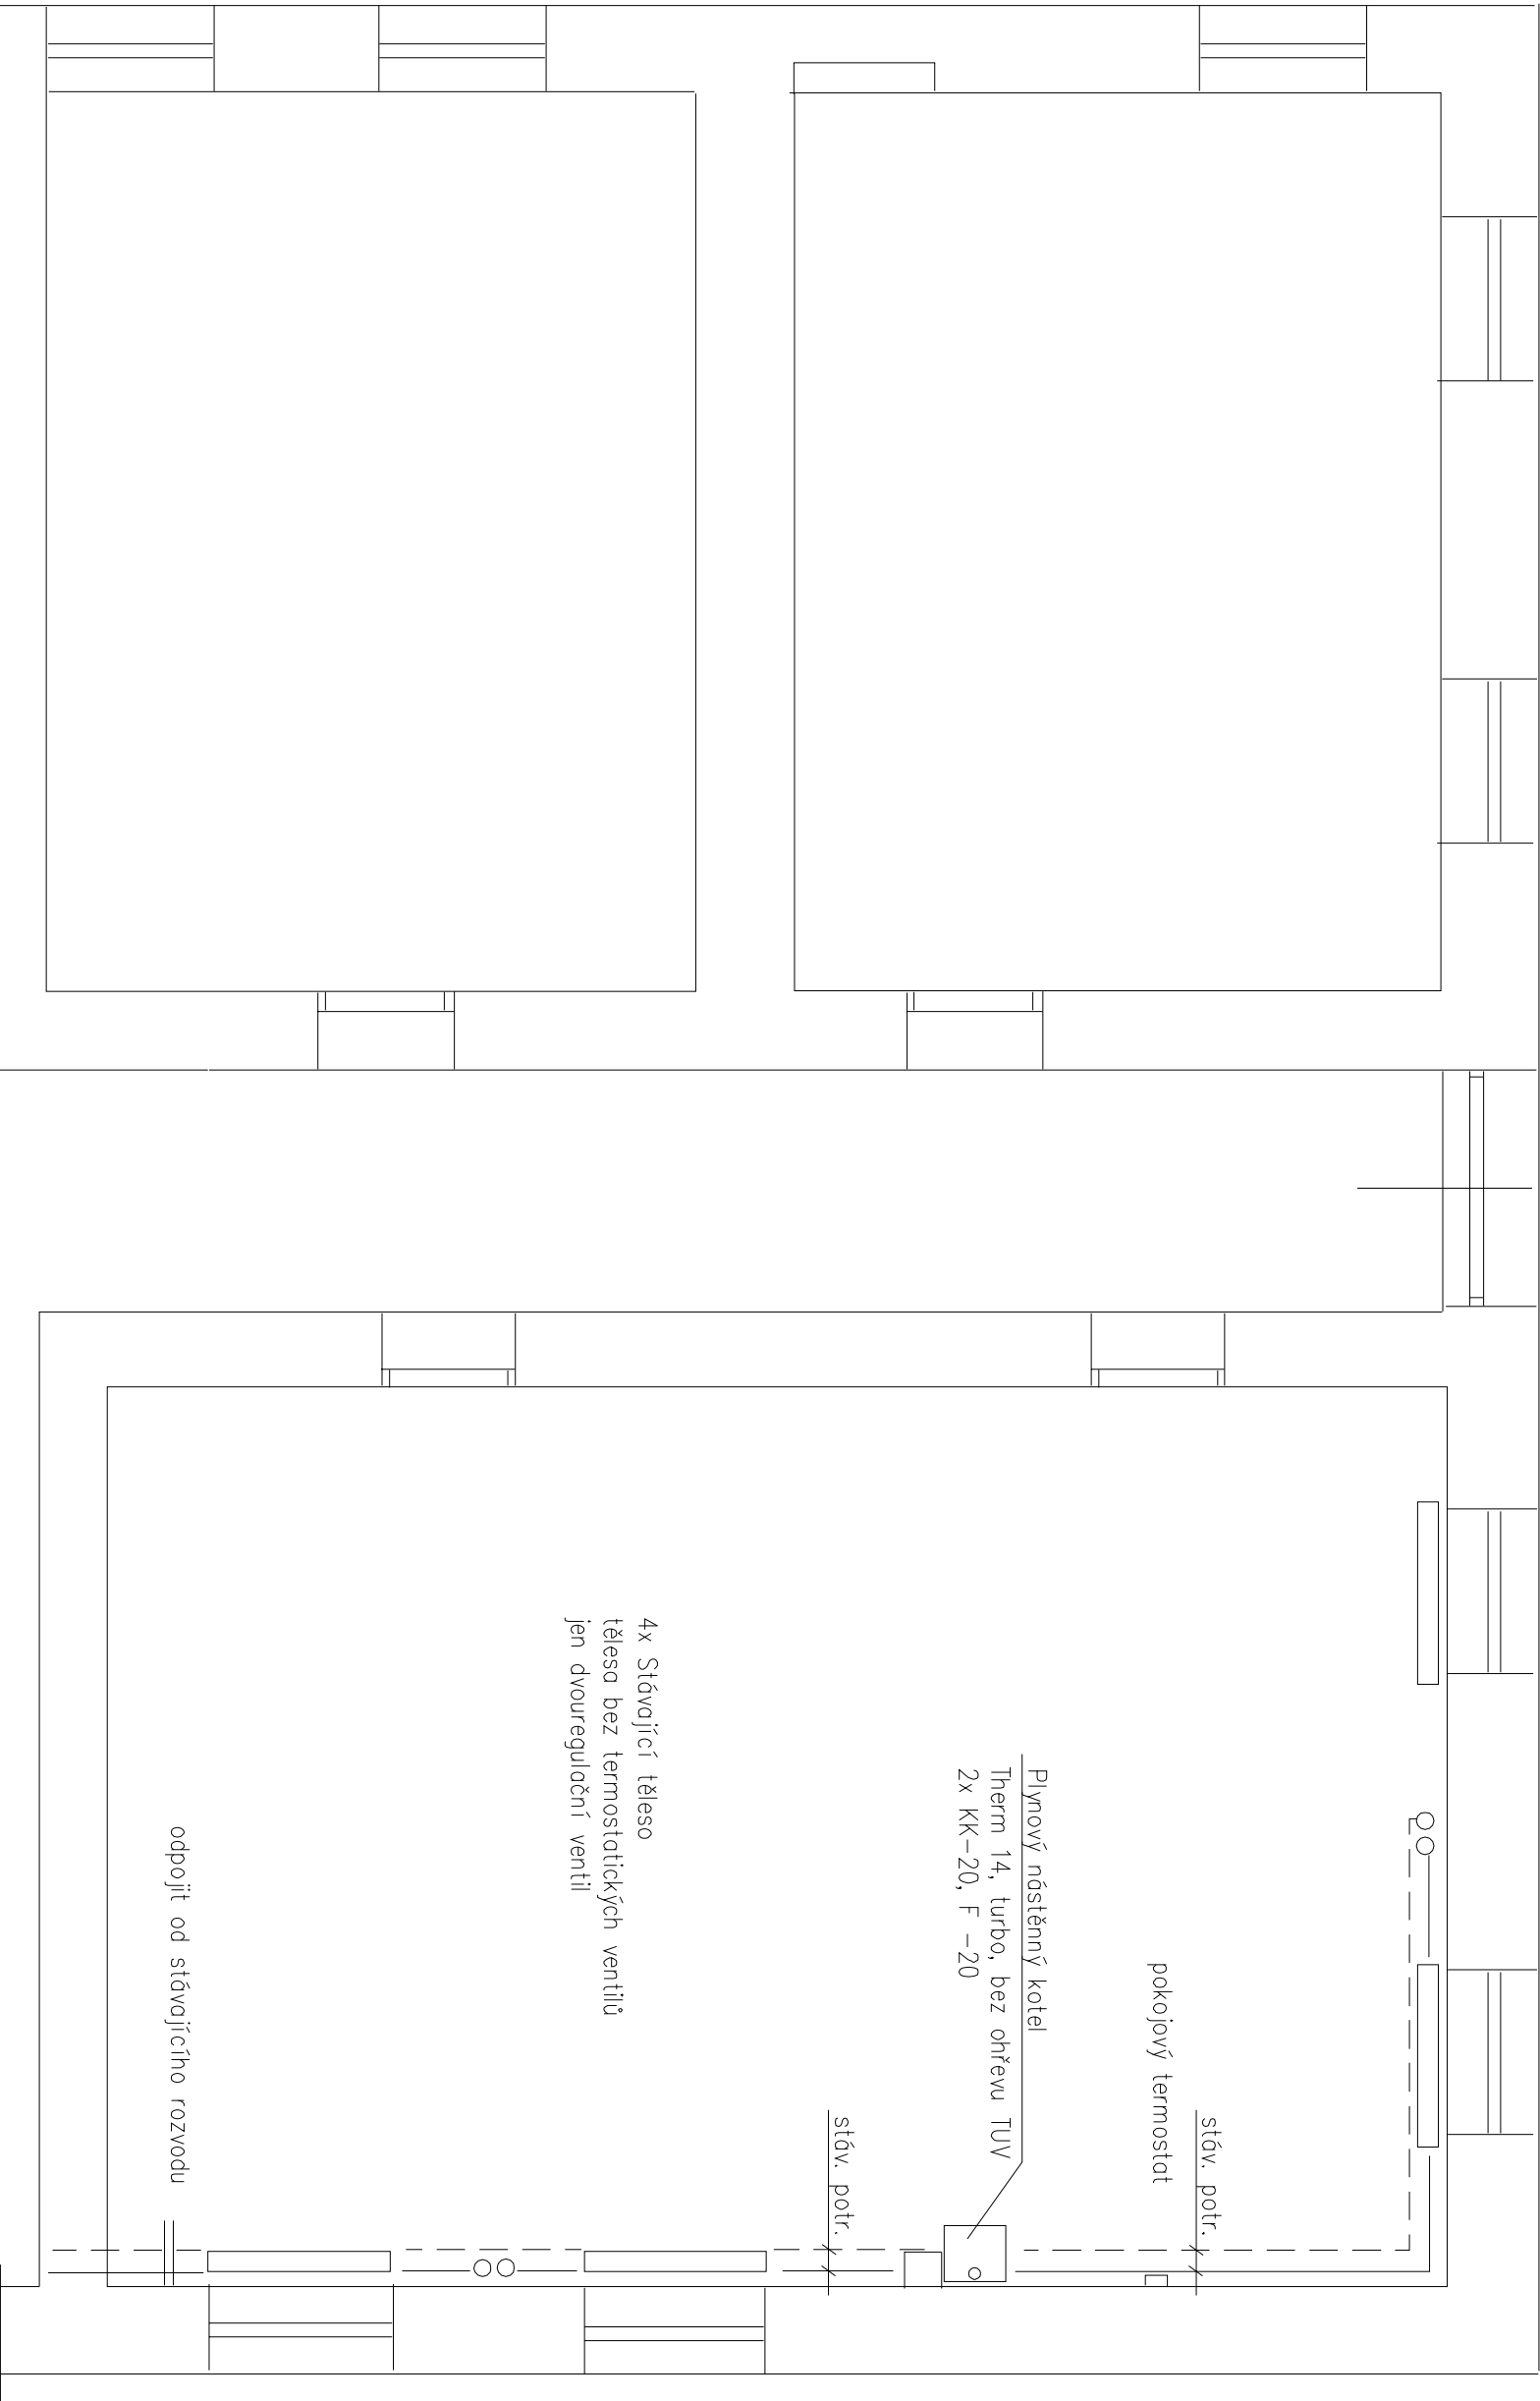 stáv. potr.
pokojový termostat
Plynový nástěnný kotel
Therm 14, turbo, bez ohřevu TUV
2x KK-20, F -20
stáv. potr.
4x Stávající těleso
tělesa bez termostatických ventilů
jen dvouregulační ventil
odpojit od stávajícího rozvodu